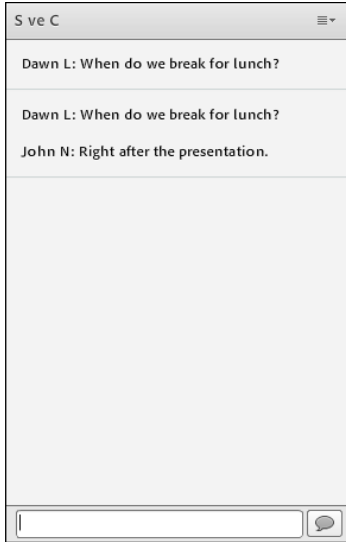 S ve C
Dawn L: When do we break for lunch?
Dawn L: When do we break for lunch?
John N: Right after the presentation.